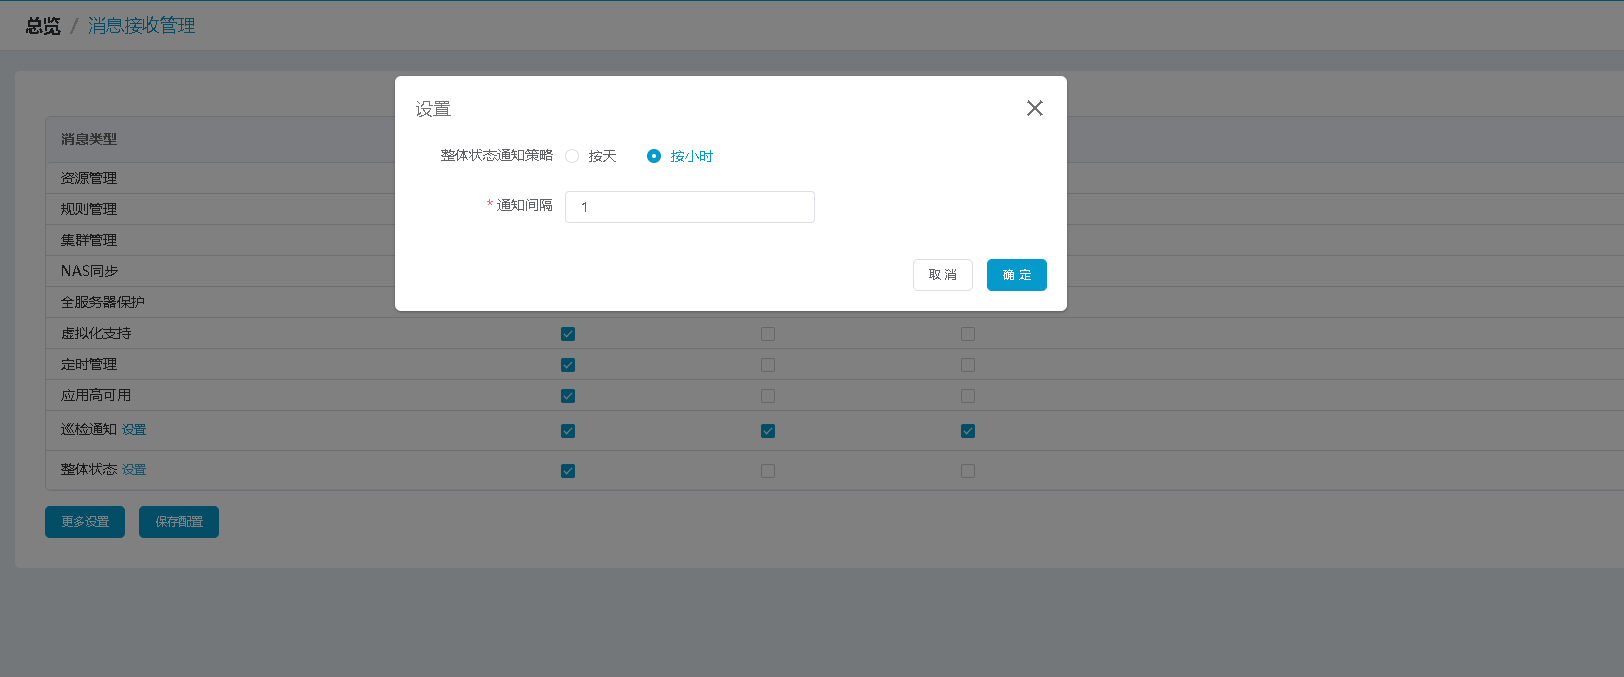 总览 / 消息接收管理
设置
整体状态通知策略 按天 按小时
* 通知间隔 1
取消 确定
消息类型
资源管理
规则管理
集群管理
NAS同步
全服务器保护
虚拟化支持
定时管理
应用高可用
巡检通知 设置
整体状态 设置
更多设置 保存配置